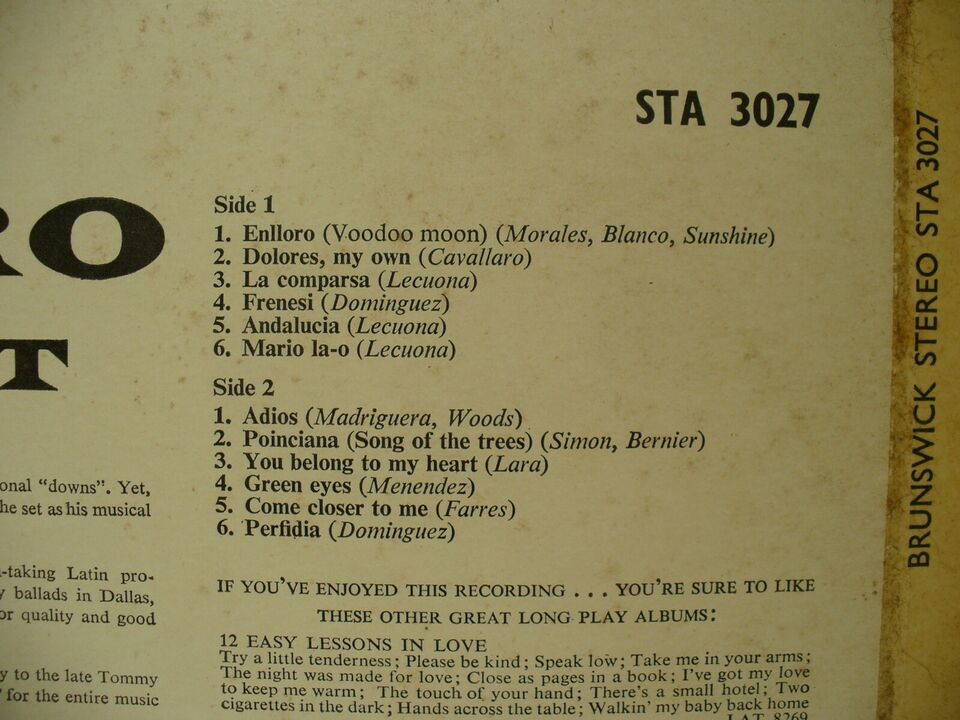 STA 3027
BRUNSWICK STEREO STA 3027
RO
T
Side 1
1. Enlloro (Voodoo moon) (Morales, Blanco, Sunshine)
2. Dolores, my own (Cavallaro)
3. La comparsa (Lecuona)
4. Frenesi (Dominguez)
5. Andalucia (Lecuona)
6. Mario la-o (Lecuona)
Side 2
1. Adios (Madriguera, Woods)
2. Poinciana (Song of the trees) (Simon, Bernier)
3. You belong to my heart (Lara)
4. Green eyes (Menendez)
5. Come closer to me (Farres)
6. Perfidia (Dominguez)
onal "downs". Yet,
he set as his musical
-taking Latin pro-
y ballads in Dallas,
or quality and good
y to the late Tommy
for the entire music
IF YOU'VE ENJOYED THIS RECORDING . . . YOU'RE SURE TO LIKE
THESE OTHER GREAT LONG PLAY ALBUMS:
12 EASY LESSONS IN LOVE
Try a little tenderness; Please be kind; Speak low; Take me in your arms;
The night was made for love; Close as pages in a book; I've got my love
to keep me warm; The touch of your hand; There's a small hotel; Two
cigarettes in the dark; Hands across the table; Walkin' my baby back home
LAT 8269